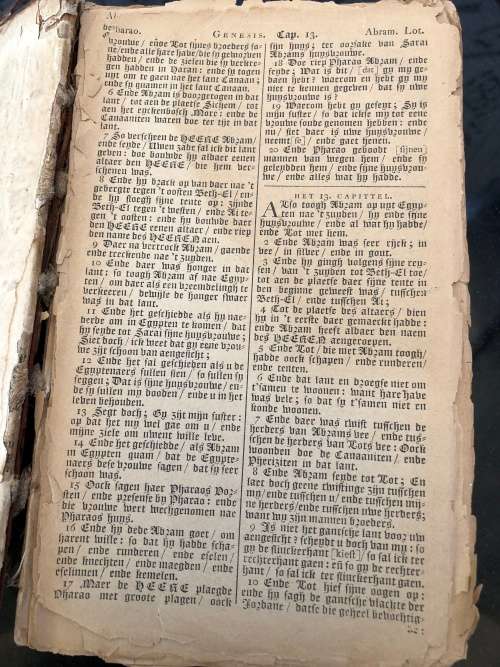 Al
Pharao.
GENESIS. Cap. 13.
Abram. Lot.
vrouwe / ende Lot sijnes broeders so-
ne / ende alle hare have / die sy gewonnen
hadden / ende de zielen die sy verkre-
gen hadden in Haran: ende sy togen
uyt om te gaen nae het lant Canaan;
ende sy quamen in het lant Canaan.
6 Ende Abram is doorgetogen in dat
lant / tot aen de plaetse Sichem / tot
aen het eyckenbosch More: ende de
Canaaniten waren doe ter tijt in dat
lant.
7 So verscheen de HEERE Abram /
ende seyde / Uwen zade sal ick dit lant
geven: doe bouwde hy aldaer eenen
altaer den HEERE / die hem ver-
schenen was.
8 Ende hy brack op van daer nae 't
gebergte tegen 't oosten Beth-El / en-
de hy sloegh sijne tente op: zijnde
Beth-El tegen 't westen / ende Ai te-
gen 't oosten: ende hy bouwde daer
den HEERE eenen altaer / ende riep
den name des HEEREN aen.
9 Daer na vertrock Abram / gaende
ende treckende nae 't zuyden.
10 Ende daer was honger in dat
lant: so toogh Abram af nae Egyp-
ten / om daer als een vreemdelingh te
verkeeren / dewijle de honger swaer
was in dat lant.
11 Ende het geschiedde als hy nae-
derde om in Egypten te komen / dat
hy seyde tot Sarai sijne huysvrouwe;
Siet doch / ick weet dat gy eene vrou-
we zijt schoon van aengesicht;
12 Ende het sal geschieden als u de
Egyptenaers sullen sien / so sullen sy
seggen; Dat is sijne huysvrouwe / en-
de sy sullen my dooden / ende u in het
leven behouden.
13 Segt doch; Gy zijt mijn suster:
op dat het my wel gae om u / ende
mijne ziele om uwent wille leve.
14 Ende het geschiedde / als Abram
in Egypten quam / dat de Egypte-
naers dese vrouwe sagen / dat sy seer
schoon was.
15 Oock sagen haer Pharaos Vor-
sten / ende presense by Pharao: ende
die vrouwe wert wechgenomen nae
Pharaos huys.
16 Ende hy dede Abram goet / om
harent wille: so dat hy hadde scha-
pen / ende runderen / ende eselen /
ende knechten / ende maegden / ende
eselinnen / ende kemelen.
17 Maer de HEERE plaegde
Pharao met groote plagen / oock
sijn huys; ter oorsake van Sarai
Abrams huysvrouwe.
18 Doe riep Pharao Abram / ende
seyde; Wat is dit / [dat] gy my ge-
daen hebt? waerom en hebt gy my
niet te kennen gegeven / dat sy uwe
huysvrouwe is?
19 Waerom hebt gy geseyt; Sy is
mijn suster / so dat ickse my tot eene
vrouwe soude genomen hebben: ende
nu / siet daer is uwe huysvrouwe /
neemt [se] / ende gaet henen.
20 Ende Pharao geboodt [sijnen]
mannen van wegen hem / ende sy
geleydden hem / ende sijne huysvrou-
we / ende alles wat hy hadde.
HET 13. CAPITTEL.
Also toogh Abram op uyt Egyp-
ten nae 't zuyden / hy ende sijne
huysvrouwe / ende al wat hy hadde
ende Lot met hem.
2 Ende Abram was seer rijck; in
vee / in silver / ende in gout.
3 Ende hy gingh volgens sijne rey-
sen / van 't zuyden tot Beth-El toe /
tot aen de plaetse daer sijne tente in
den beginne geweest was / tusschen
Beth-El / ende tusschen Ai;
4 Tot de plaetse des altaers / dien
hy in 't eerste daer gemaeckt hadde:
ende Abram heeft aldaer den naem
des HEEREN aengeroepen.
5 Ende Lot / die met Abram toogh /
hadde oock schapen / ende runderen /
ende tenten.
6 Ende dat lant en droegse niet om
t'samen te woonen: want hare have
was vele; so dat sy t'samen niet en
konde woonen.
7 Ende daer was twist tusschen de
herders van Abrams vee / ende tus-
schen de herders van Lots vee: Oock
woonden doe de Canaaniten / ende
Pheriziten in dat lant.
8 Ende Abram seyde tot Lot; En
laet doch geene twistinge zijn tusschen
my / ende tusschen u / ende tusschen mij-
ne herders / ende tusschen uwe herders;
want wy zijn mannen broeders.
9 Is niet het gantsche lant voor uw
aengesicht? scheydt u doch van my: so
gy de slinckerhant [kiest] / so sal ick ter
rechterhant gaen: en so gy de rechter-
hant / so sal ick ter slinckerhant gaen.
10 Ende Lot hief sijne oogen op:
ende hy sagh de gantsche vlackte der
Jordane / datse die geheel bevochtig-